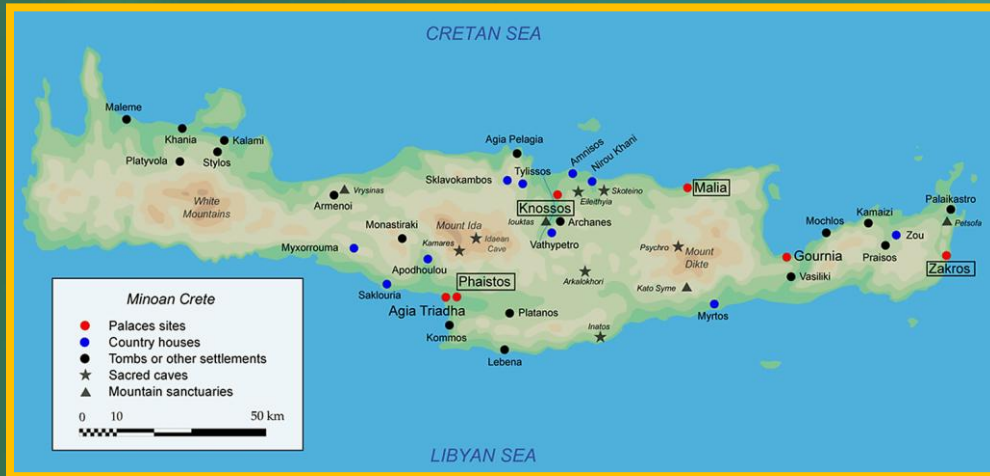 CRETAN SEA
Maleme
Khania
Kalami
Platyvola
Stylos
White
Mountains
Armenoi
Vrysinas
Agia Pelagia
Tylissos
Sklavokambos
Amnisos
Nirou Khani
Skoteino
Eileithyia
Knossos
Iouktas
Archanes
Vathypetro
Malia
Monastiraki
Mount Ida
Idaean
Cave
Kamares
Myxorrouma
Apodhoulou
Saklouria
Phaistos
Agia Triadha
Kommos
Platanos
Lebena
Arkalokhori
Inatos
Psychro
Mount
Dikte
Kato Syme
Myrtos
Mochlos
Kamaizi
Palaikastro
Petsofa
Zou
Praisos
Gournia
Vasiliki
Zakros
Minoan Crete
Palaces sites
Country houses
Tombs or other settlements
Sacred caves
Mountain sanctuaries
0 10 50 km
LIBYAN SEA